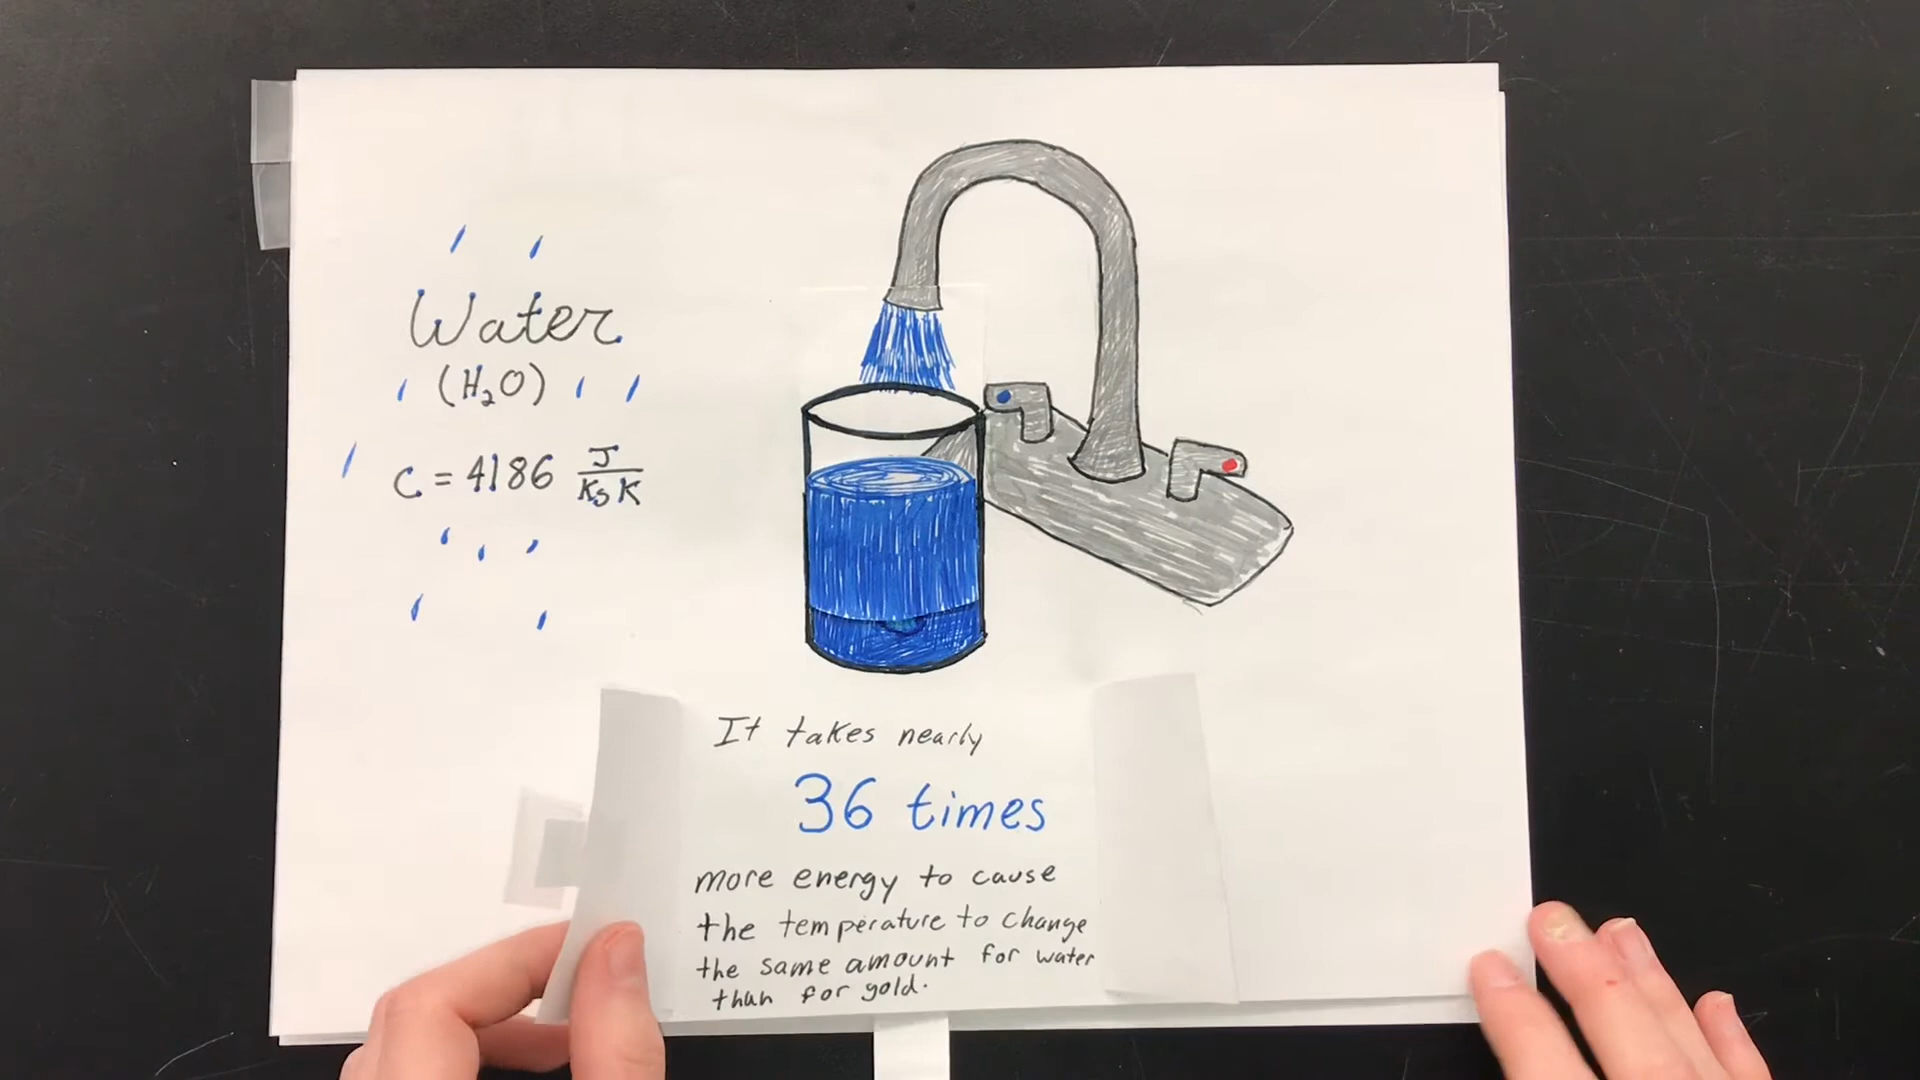 Water
(H₂O)
c = 4186 J/KgK
It takes nearly
36 times
more energy to cause
the temperature to change
the same amount for water
than for gold.